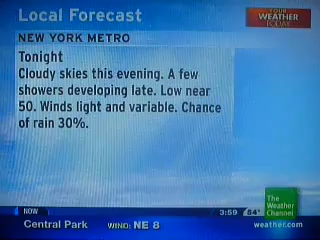 Local Forecast
YOUR
WEATHER
TODAY
NEW YORK METRO
Tonight
Cloudy skies this evening. A few
showers developing late. Low near
50. Winds light and variable. Chance
of rain 30%.
The
Weather
Channel
NOW
3:59 54°
Central Park WIND: NE 8
weather.com